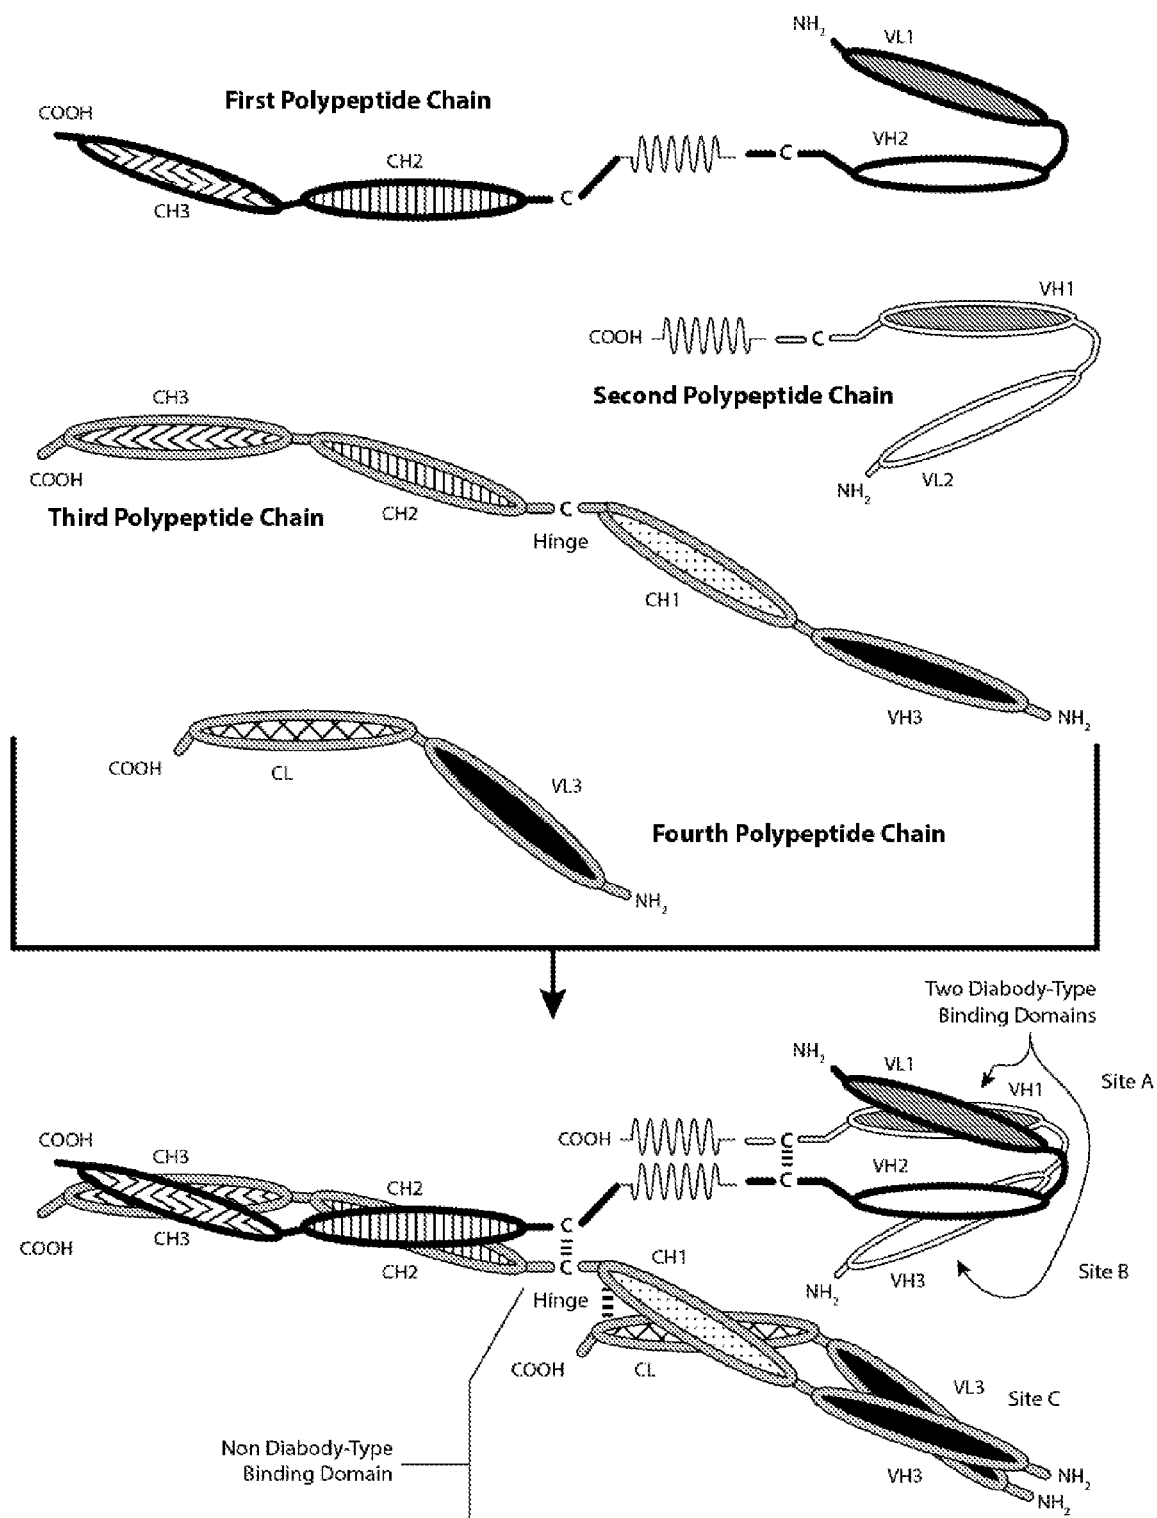 NH2
VL1
First Polypeptide Chain
COOH
CH2
VH2
C
C
CH3
VH1
COOH
C
Second Polypeptide Chain
CH3
VL2
NH2
COOH
Third Polypeptide Chain
CH2
C
Hinge
CH1
VH3
NH2
COOH
CL
VL3
Fourth Polypeptide Chain
NH2
Two Diabody-Type
Binding Domains
NH2
VL1
VH1
Site A
COOH
C
COOH
CH3
CH2
VH2
C
C
CH3
COOH
CH2
C
CH1
NH2
VH3
Site B
Hinge
COOH
CL
VL3
Site C
Non Diabody-Type
Binding Domain
VH3
NH2
NH2